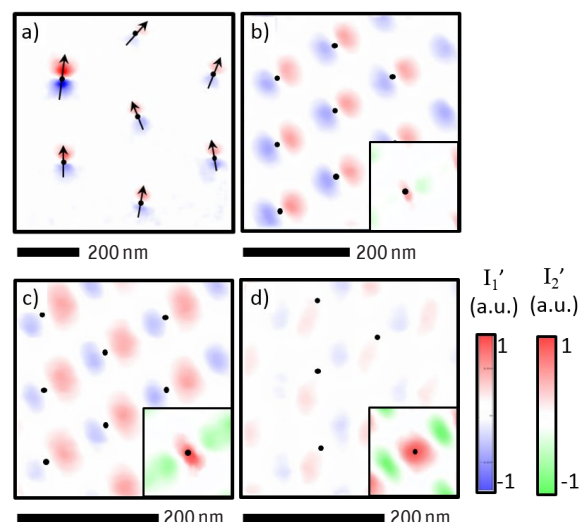 a)
b)
200 nm
200 nm
c)
d)
I₁' I₂'
(a.u.) (a.u.)
1 1
-1 -1
200 nm
200 nm